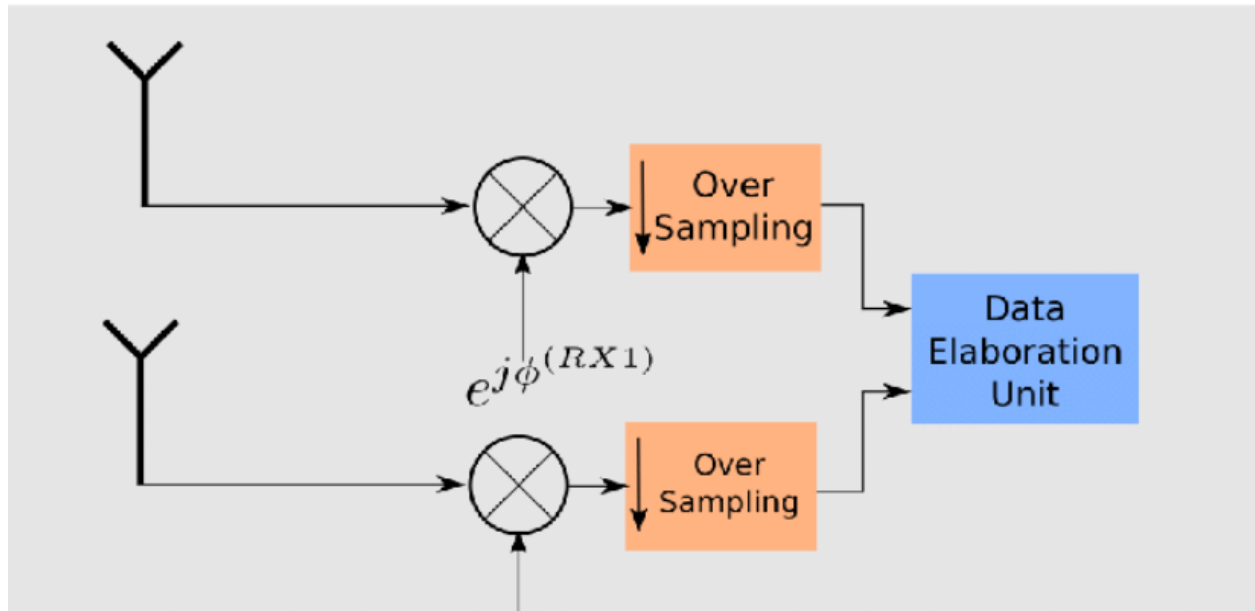 Over
Sampling
Data
Elaboration
Unit
e^{jϕ^{(RX1)}}
Over
Sampling